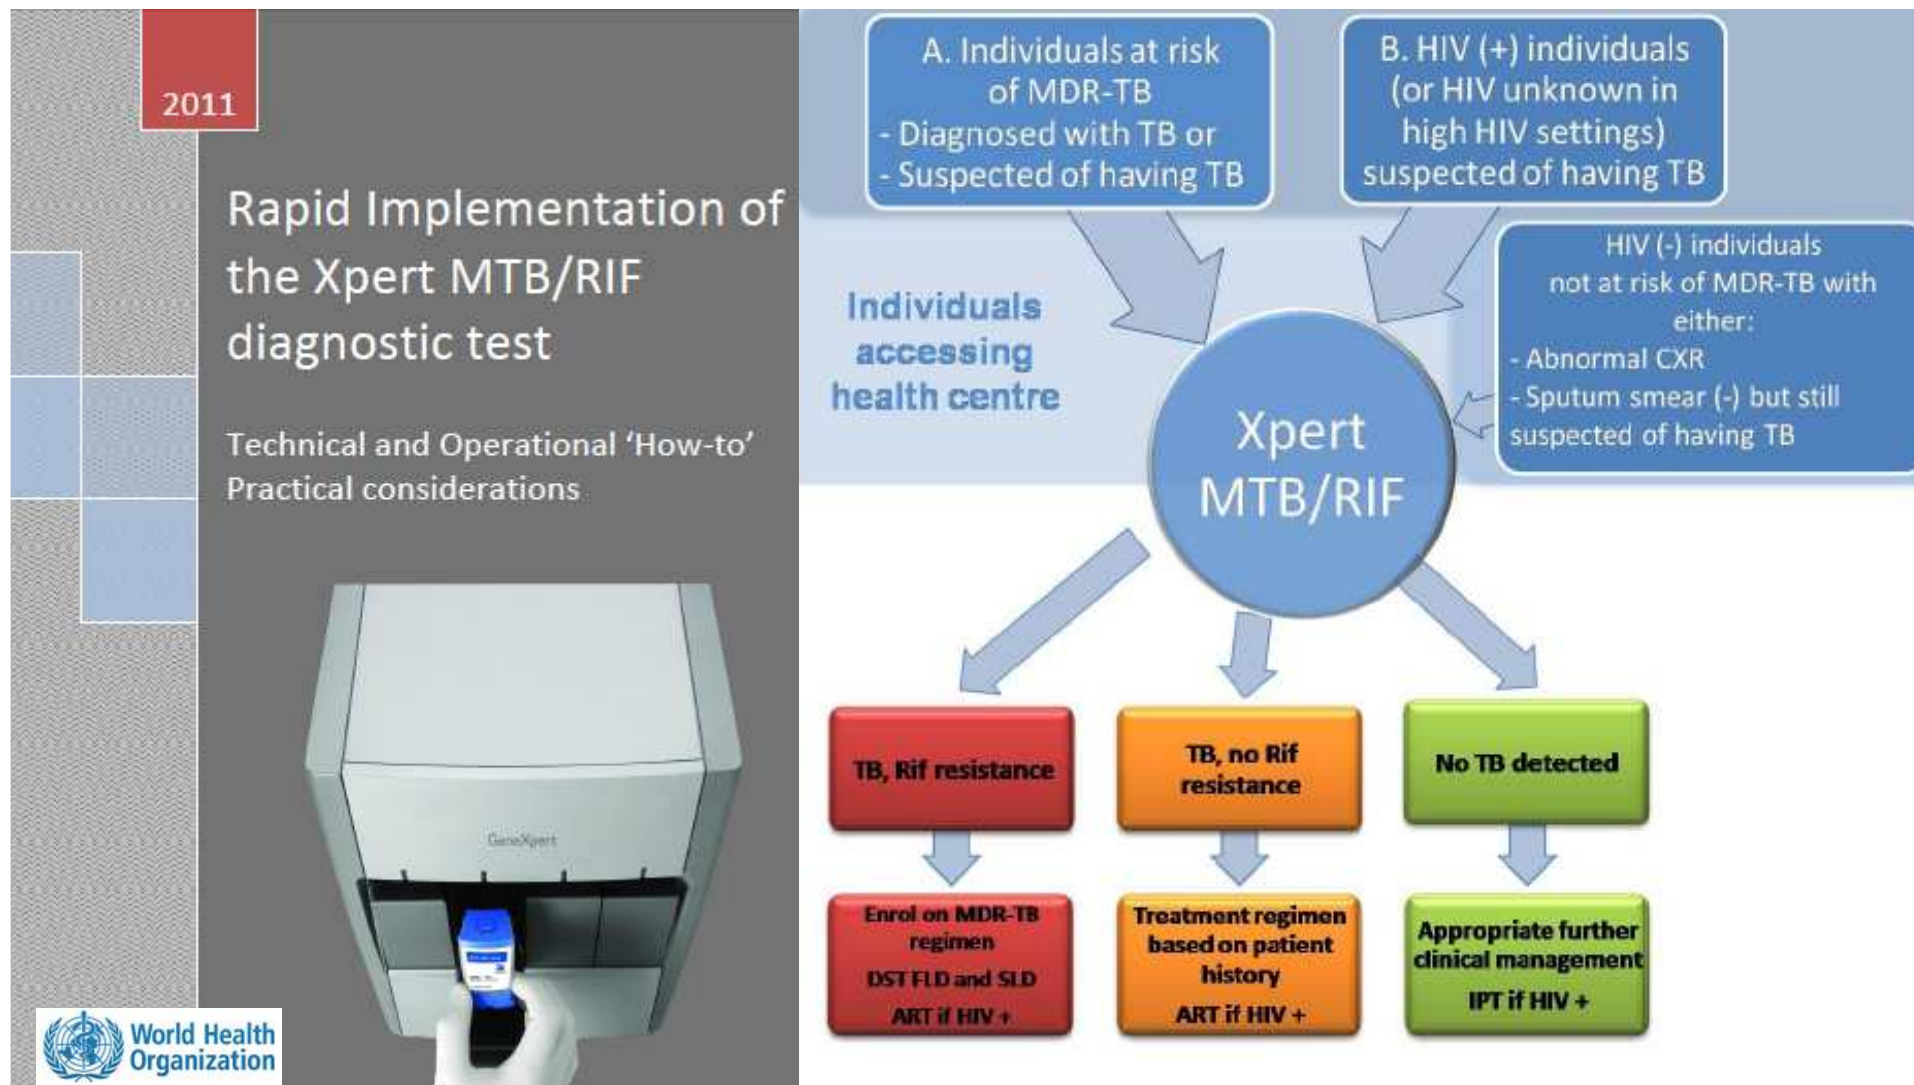 2011
Rapid Implementation of
the Xpert MTB/RIF
diagnostic test
Technical and Operational ‘How-to’
Practical considerations
GeneXpert
World Health
Organization
A. Individuals at risk
of MDR-TB
- Diagnosed with TB or
- Suspected of having TB
B. HIV (+) individuals
(or HIV unknown in
high HIV settings)
suspected of having TB
HIV (-) individuals
not at risk of MDR-TB with
either:
- Abnormal CXR
- Sputum smear (-) but still
suspected of having TB
Individuals
accessing
health centre
Xpert
MTB/RIF
TB, Rif resistance
TB, no Rif
resistance
No TB detected
Enrol on MDR-TB
regimen
DST FLD and SLD
ART if HIV +
Treatment regimen
based on patient
history
ART if HIV +
Appropriate further
clinical management
IPT if HIV +